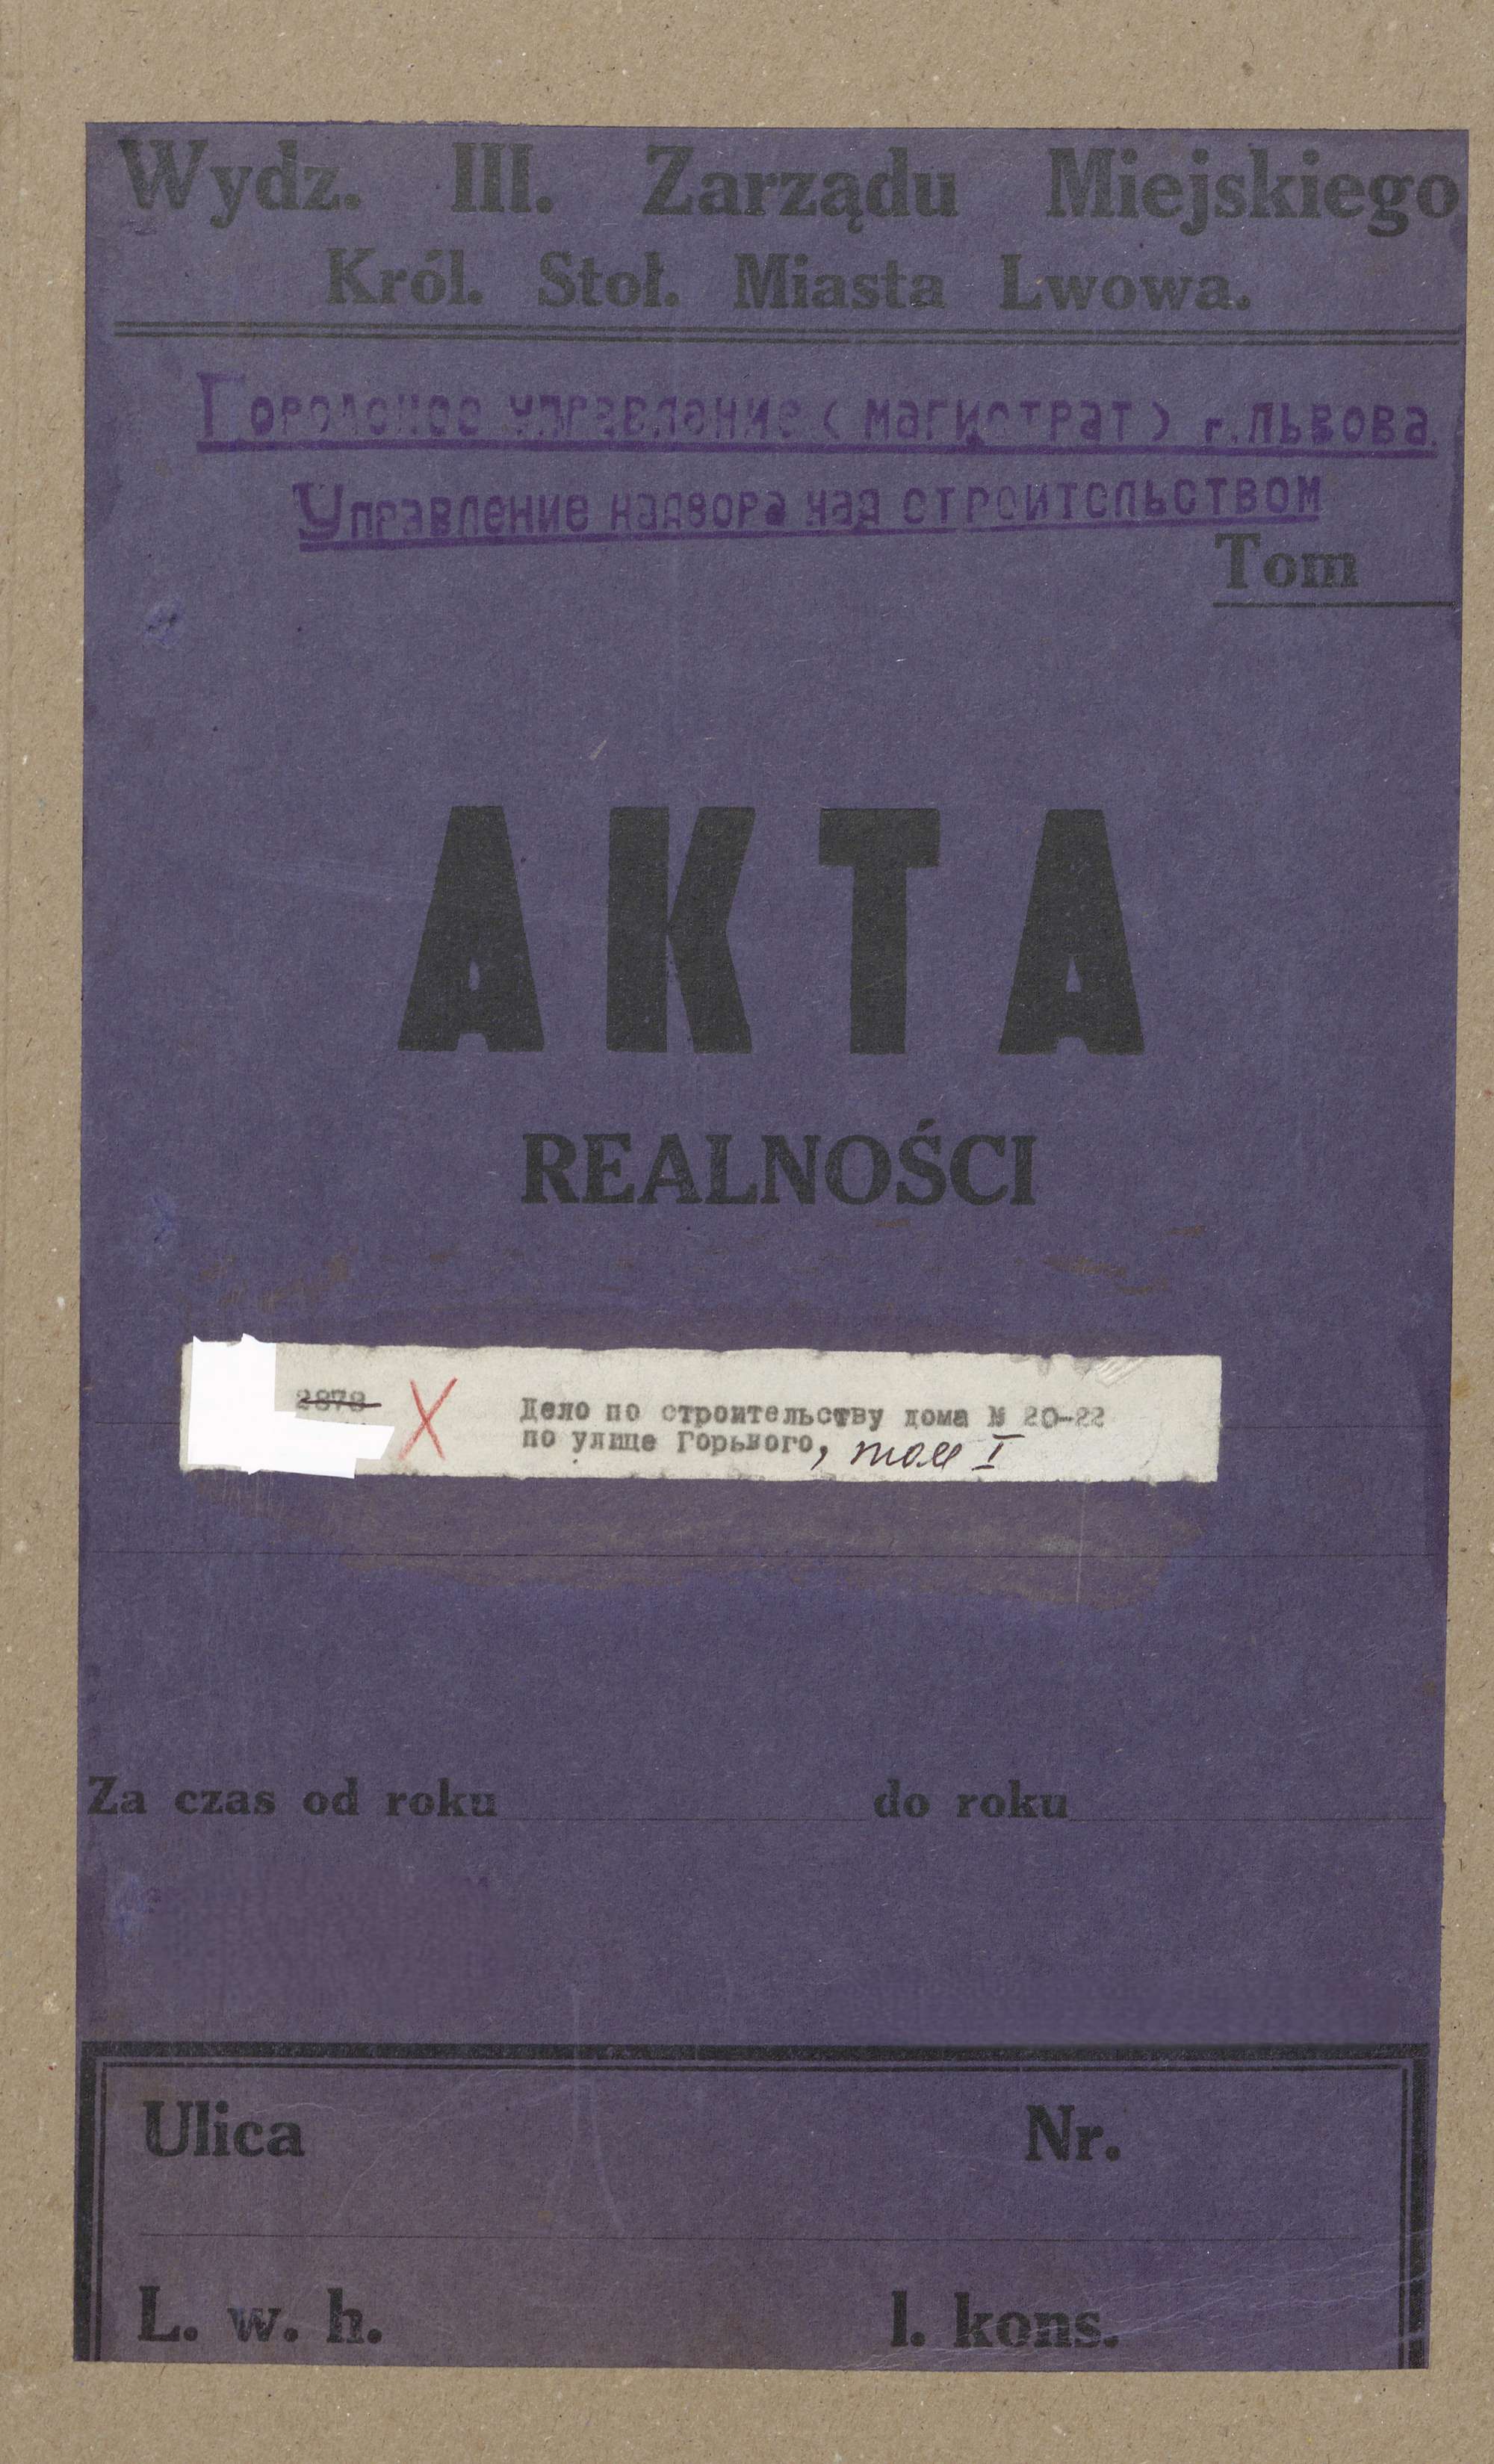 Wydz. III. Zarządu Miejskiego
Król. Stoł. Miasta Lwowa.
Городское управление (магистрат) г. Львова.
Управление надзора над строительством
Tom
AKTA
REALNOŚCI
2878 X Дело по строительству дома № 20-22
по улице Горького, том I
Za czas od roku do roku
Ulica Nr.
L. w. h. l. kons.